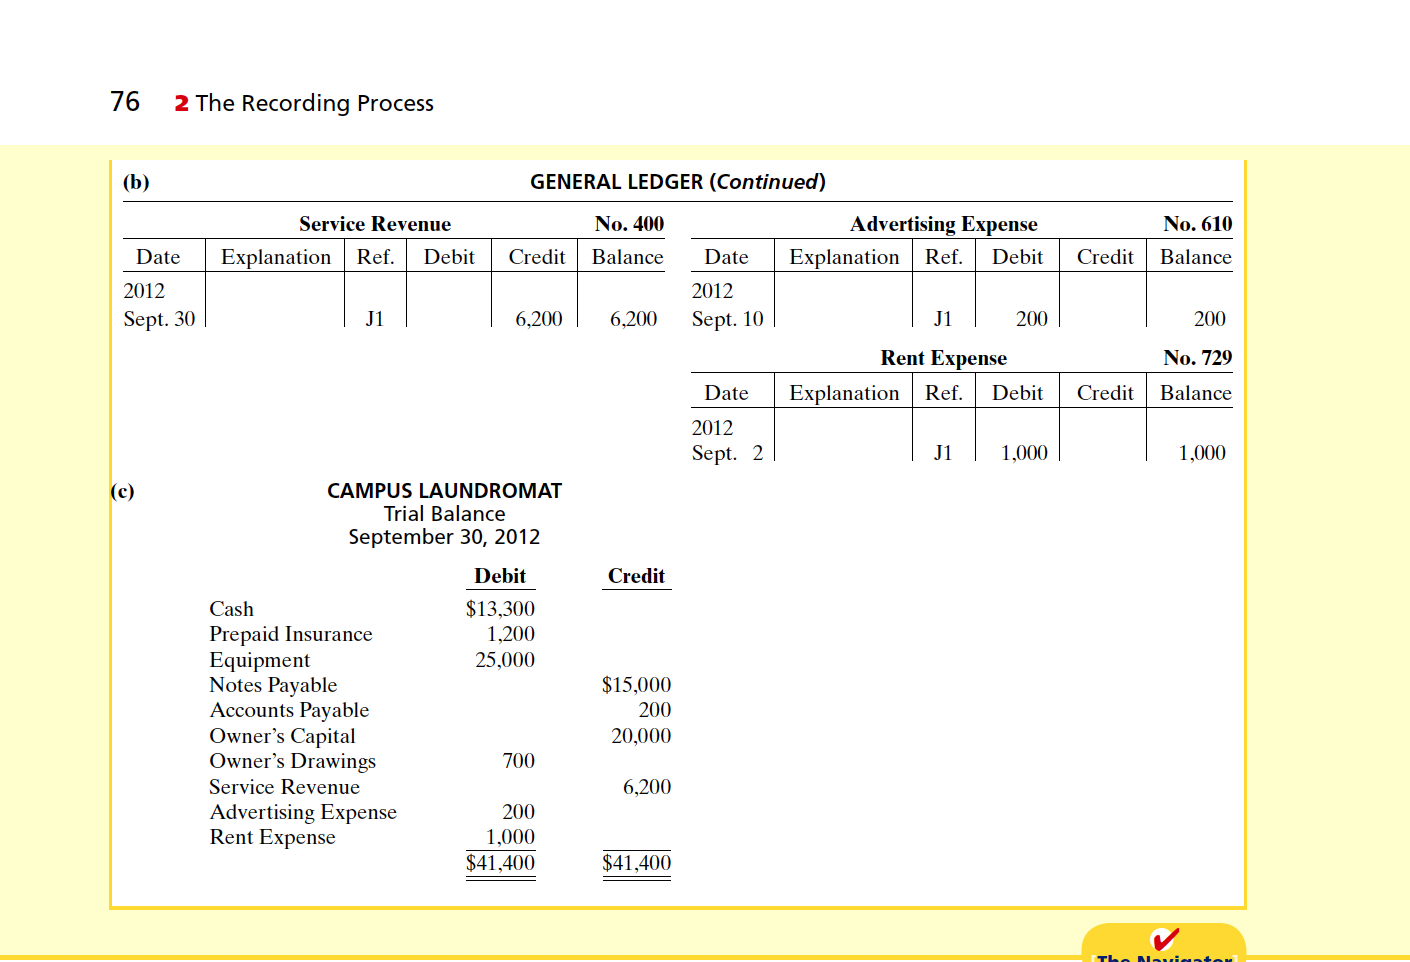 76 2 The Recording Process
(b) GENERAL LEDGER (Continued)
Service Revenue No. 400
Date Explanation Ref. Debit Credit Balance
2012
Sept. 30 J1 6,200 6,200
Advertising Expense No. 610
Date Explanation Ref. Debit Credit Balance
2012
Sept. 10 J1 200 200
Rent Expense No. 729
Date Explanation Ref. Debit Credit Balance
2012
Sept. 2 J1 1,000 1,000
(c) CAMPUS LAUNDROMAT
Trial Balance
September 30, 2012
Debit Credit
Cash $13,300
Prepaid Insurance 1,200
Equipment 25,000
Notes Payable $15,000
Accounts Payable 200
Owner’s Capital 20,000
Owner’s Drawings 700
Service Revenue 6,200
Advertising Expense 200
Rent Expense 1,000
$41,400 $41,400
The Navigator